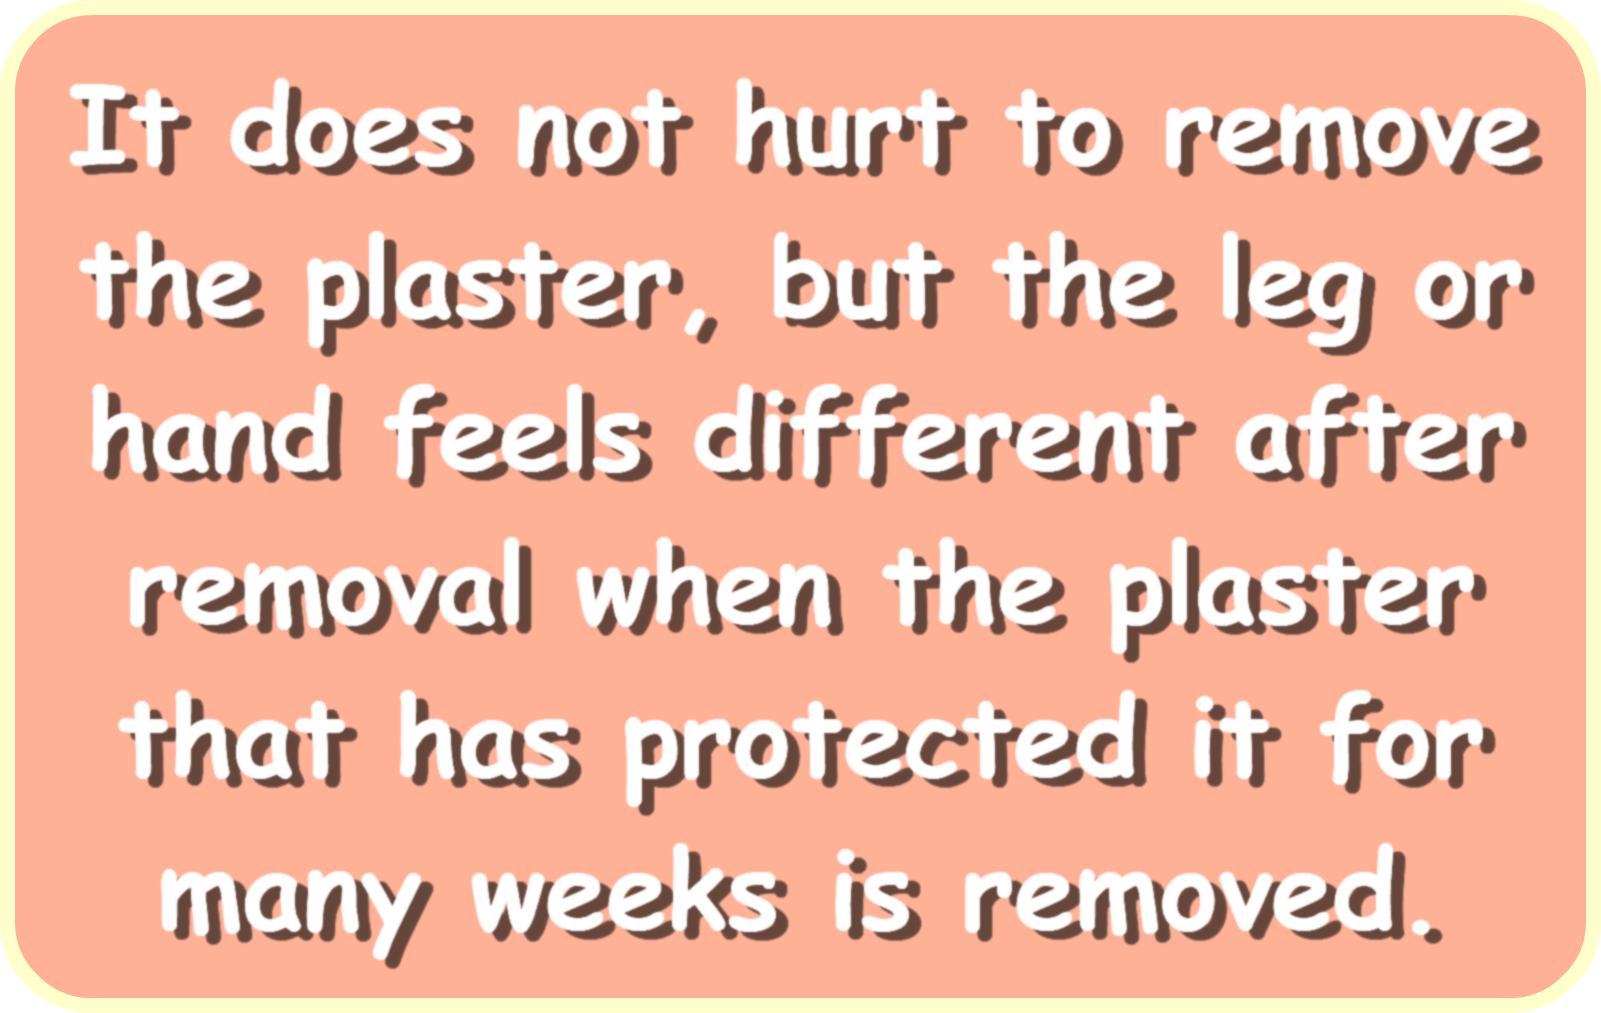 It does not hurt to remove
the plaster, but the leg or
hand feels different after
removal when the plaster
that has protected it for
many weeks is removed.